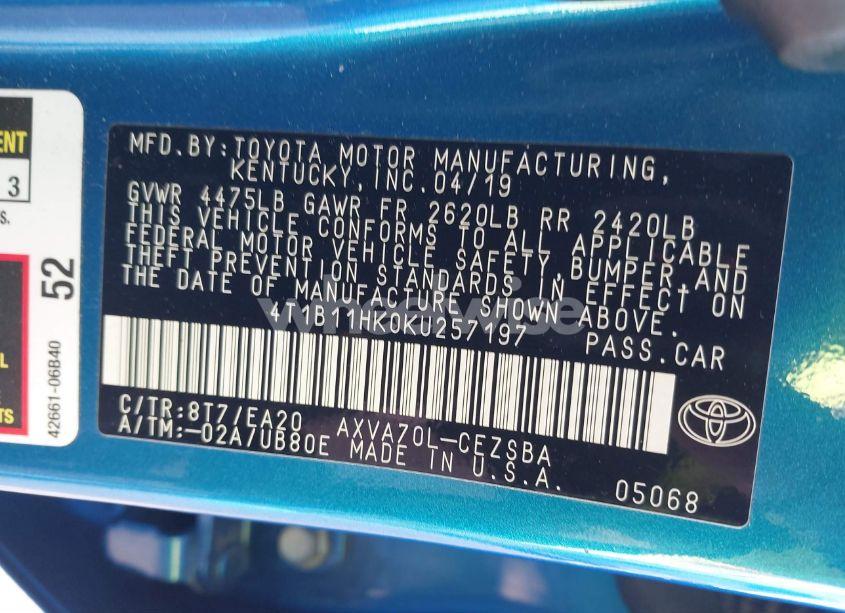 MFD.BY:TOYOTA MOTOR MANUFACTURING,
KENTUCKY,INC.04/19
GVWR 4475LB GAWR FR 2620LB RR 2420LB
THIS VEHICLE CONFORMS TO ALL APPLICABLE
FEDERAL MOTOR VEHICLE SAFETY,BUMPER,AND
THEFT PREVENTION STANDARDS IN EFFECT ON
THE DATE OF MANUFACTURE SHOWN ABOVE.
4T1B11HK0KU257197 PASS.CAR
C/TR:8T7/EA20 AXVA70L-CEZSBA
A/TM:-02A/UB80E MADE IN U.S.A.
05068
52
42661-06B40
3